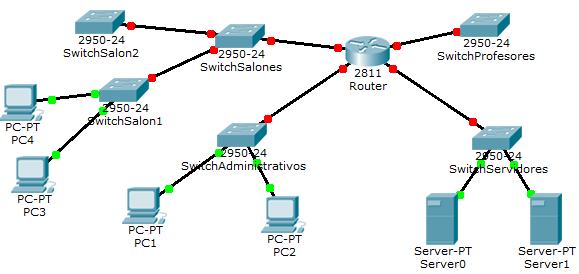 2950-24
SwitchSalon2
2950-24
SwitchSalones
2811
Router
2950-24
SwitchProfesores
PC-PT
PC4
2950-24
SwitchSalon1
PC-PT
PC3
2950-24
SwitchAdministrativos
2950-24
SwitchServidores
PC-PT
PC1
PC-PT
PC2
Server-PT
Server0
Server-PT
Server1